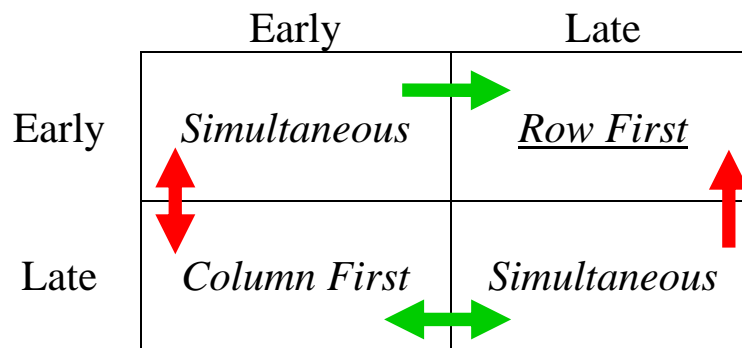 Early Late
Early Simultaneous Row First
Late Column First Simultaneous